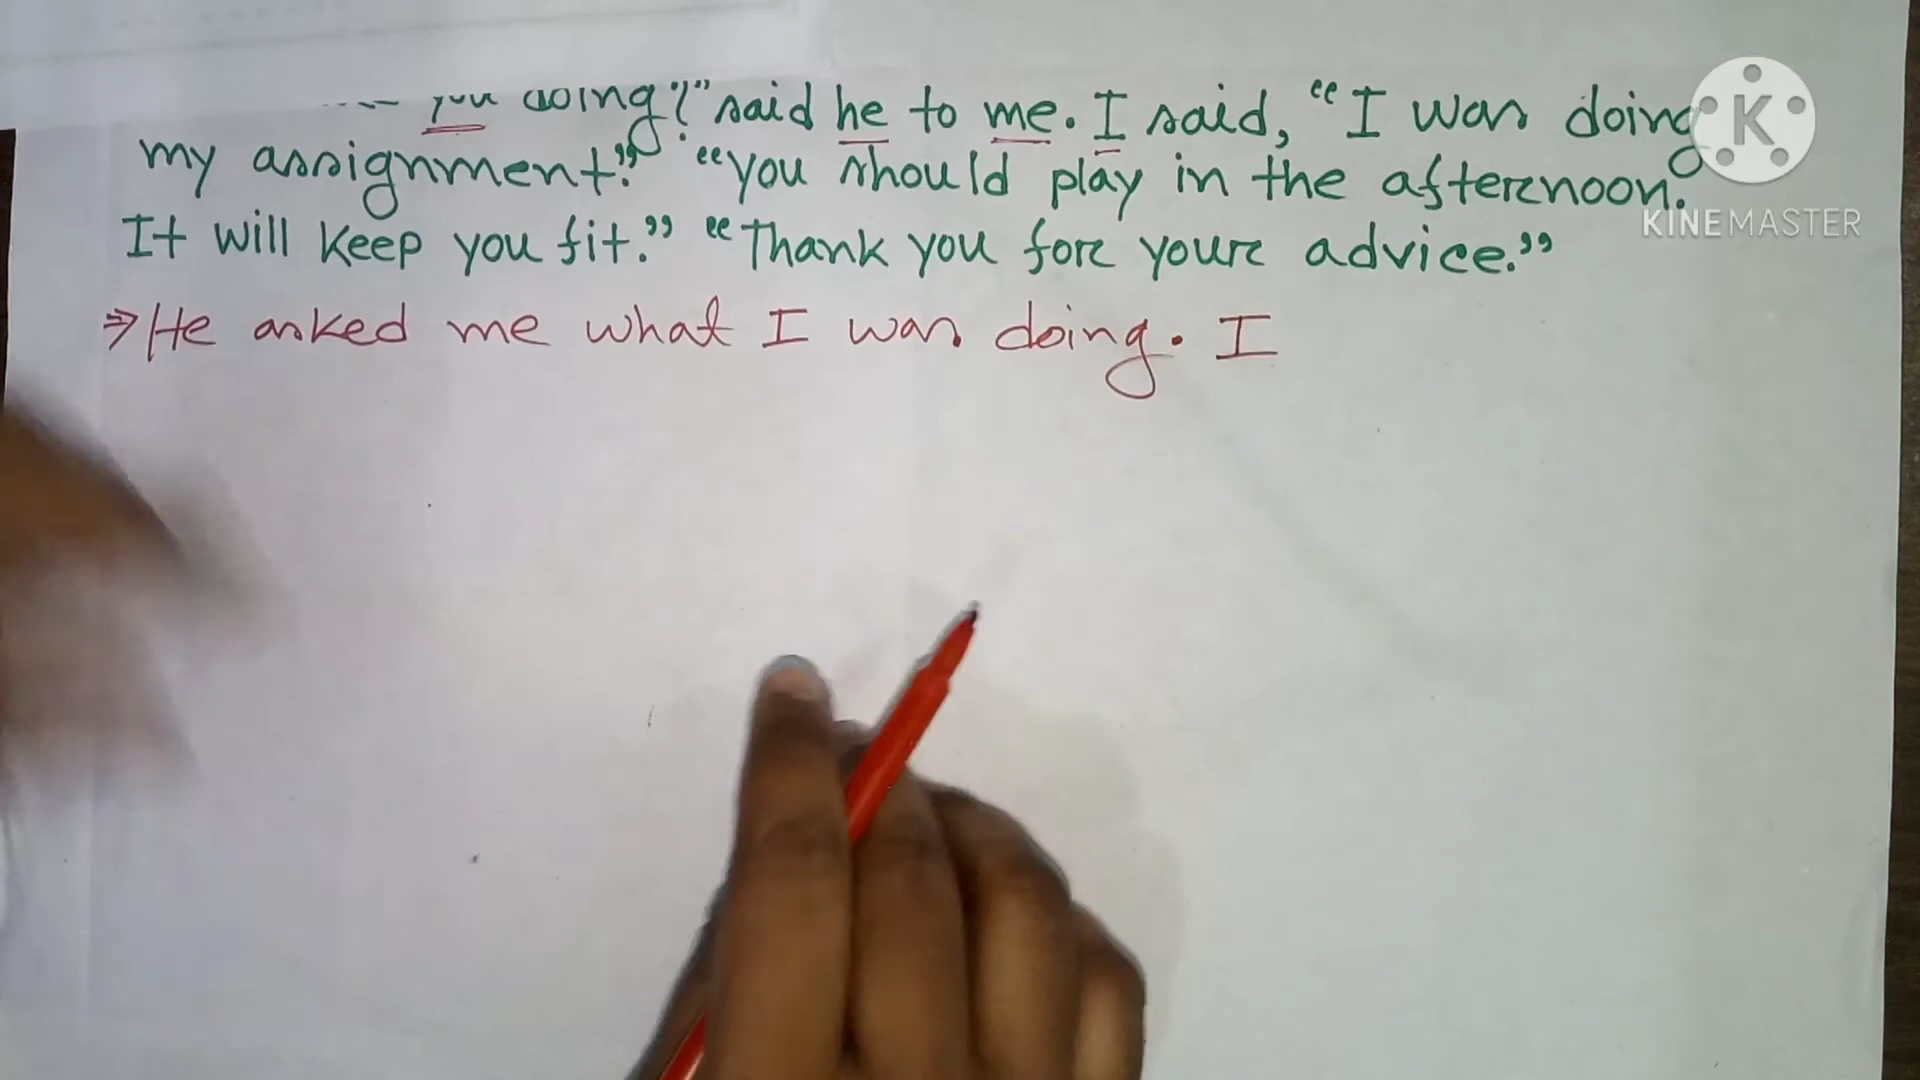 you doing?" said he to me. I said, “I was doing
my assignment.” “you should play in the afternoon.
It will keep you fit.” “Thank you for your advice.”
⇒ He asked me what I was doing. I
K
KINEMASTER